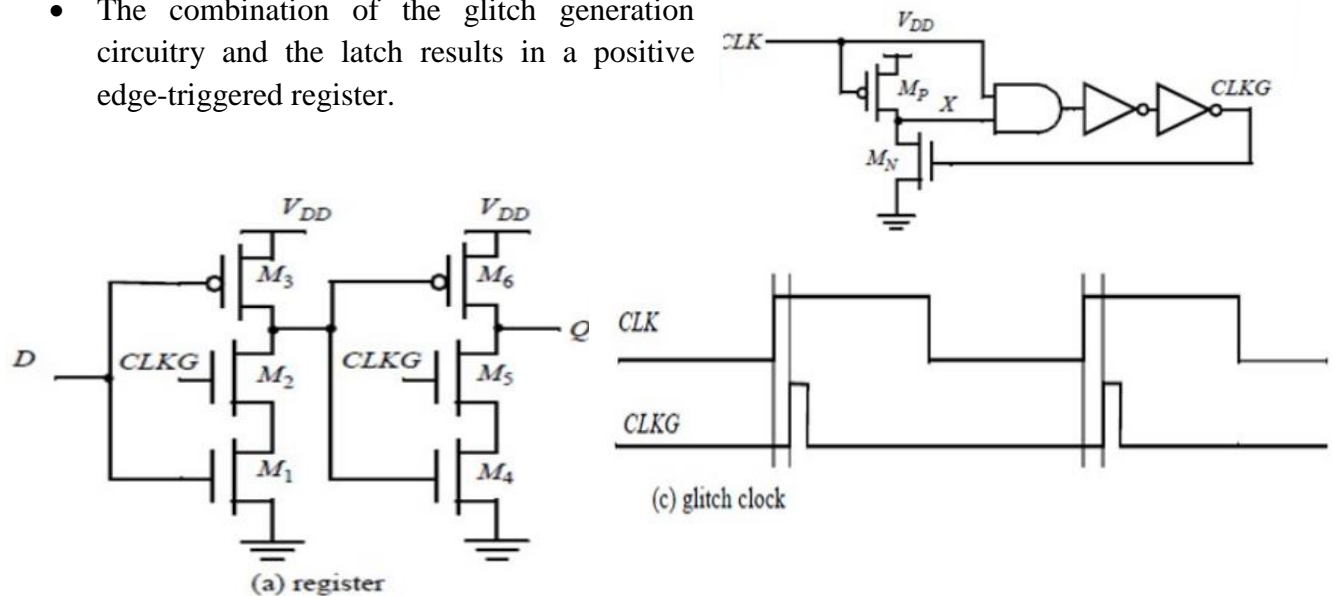 • The combination of the glitch generation
circuitry and the latch results in a positive
edge-triggered register.
VDD
CLK
MP
X
CLKG
MN
VDD
VDD
M3
M6
D
CLKG
M2
CLKG
M5
Q
M1
M4
(a) register
CLK
CLKG
(c) glitch clock